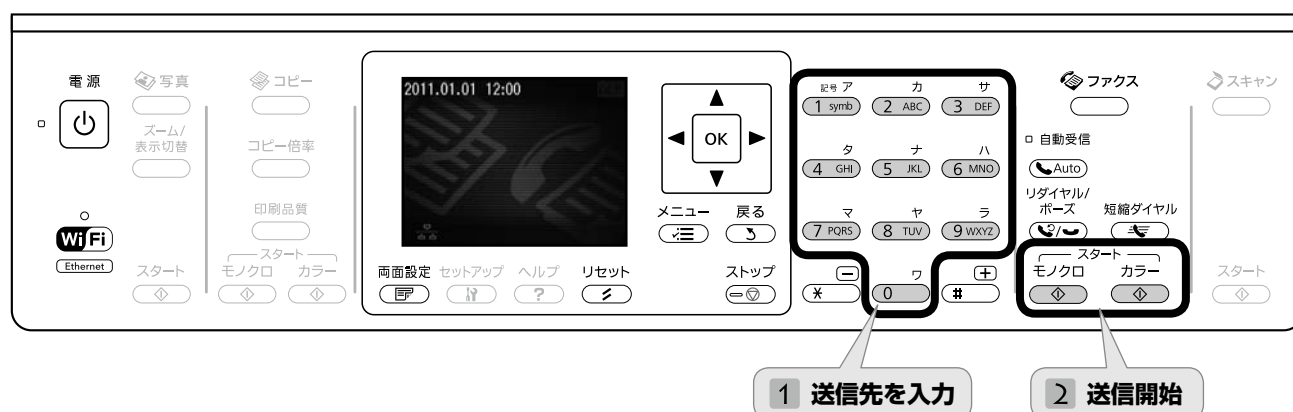 電源
写真
ズーム/
表示切替
コピー
コピー倍率
印刷品質
スタート
モノクロ カラー
スタート
WiFi
Ethernet
2011.01.01 12:00
OK
メニュー 戻る
両面設定 セットアップ ヘルプ リセット ストップ
?
記号 ア カ サ
1 symb 2 ABC 3 DEF
タ ナ ハ
4 GHI 5 JKL 6 MNO
マ ヤ ラ
7 PQRS 8 TUV 9 WXYZ
− ワ +
* 0 #
ファクス
自動受信
Auto
リダイヤル/
ポーズ
短縮ダイヤル
スタート
モノクロ カラー
スキャン
スタート
1 送信先を入力
2 送信開始